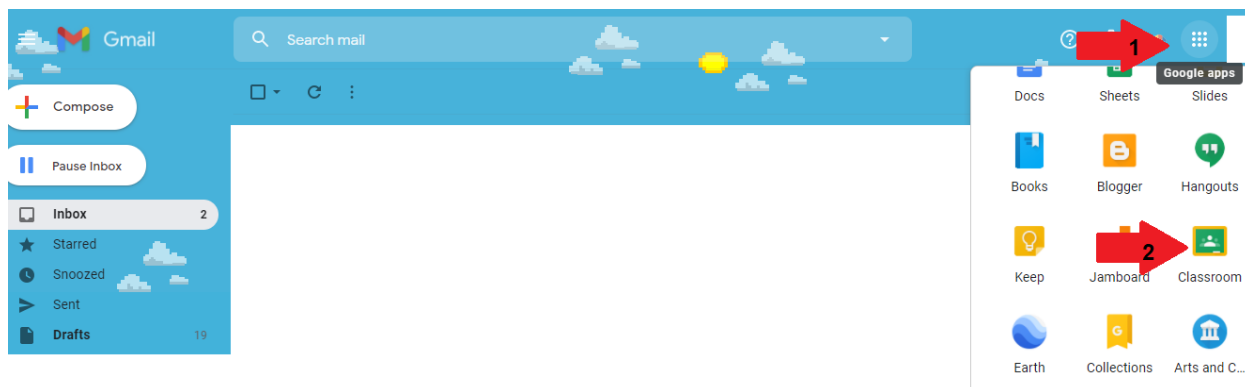 Gmail
Search mail
1
Google apps
Compose
Docs Sheets Slides
Pause Inbox
Books Blogger Hangouts
Inbox 2
Starred
Snoozed
2
Keep Jamboard Classroom
Sent
Drafts 19
Earth Collections Arts and C...